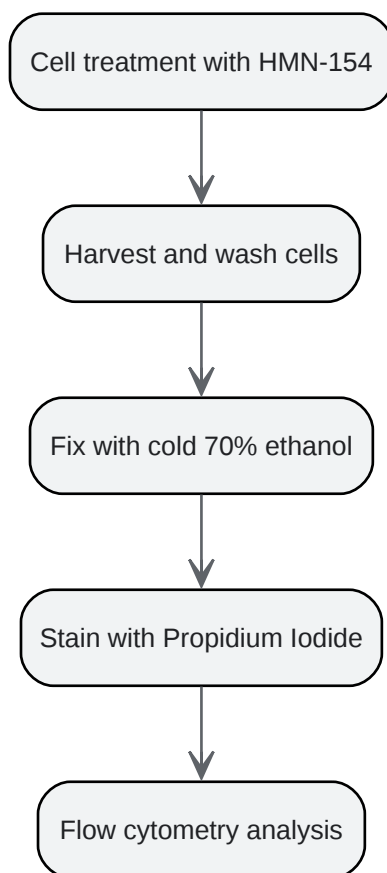 Cell treatment with HMN-154
Harvest and wash cells
Fix with cold 70% ethanol
Stain with Propidium Iodide
Flow cytometry analysis